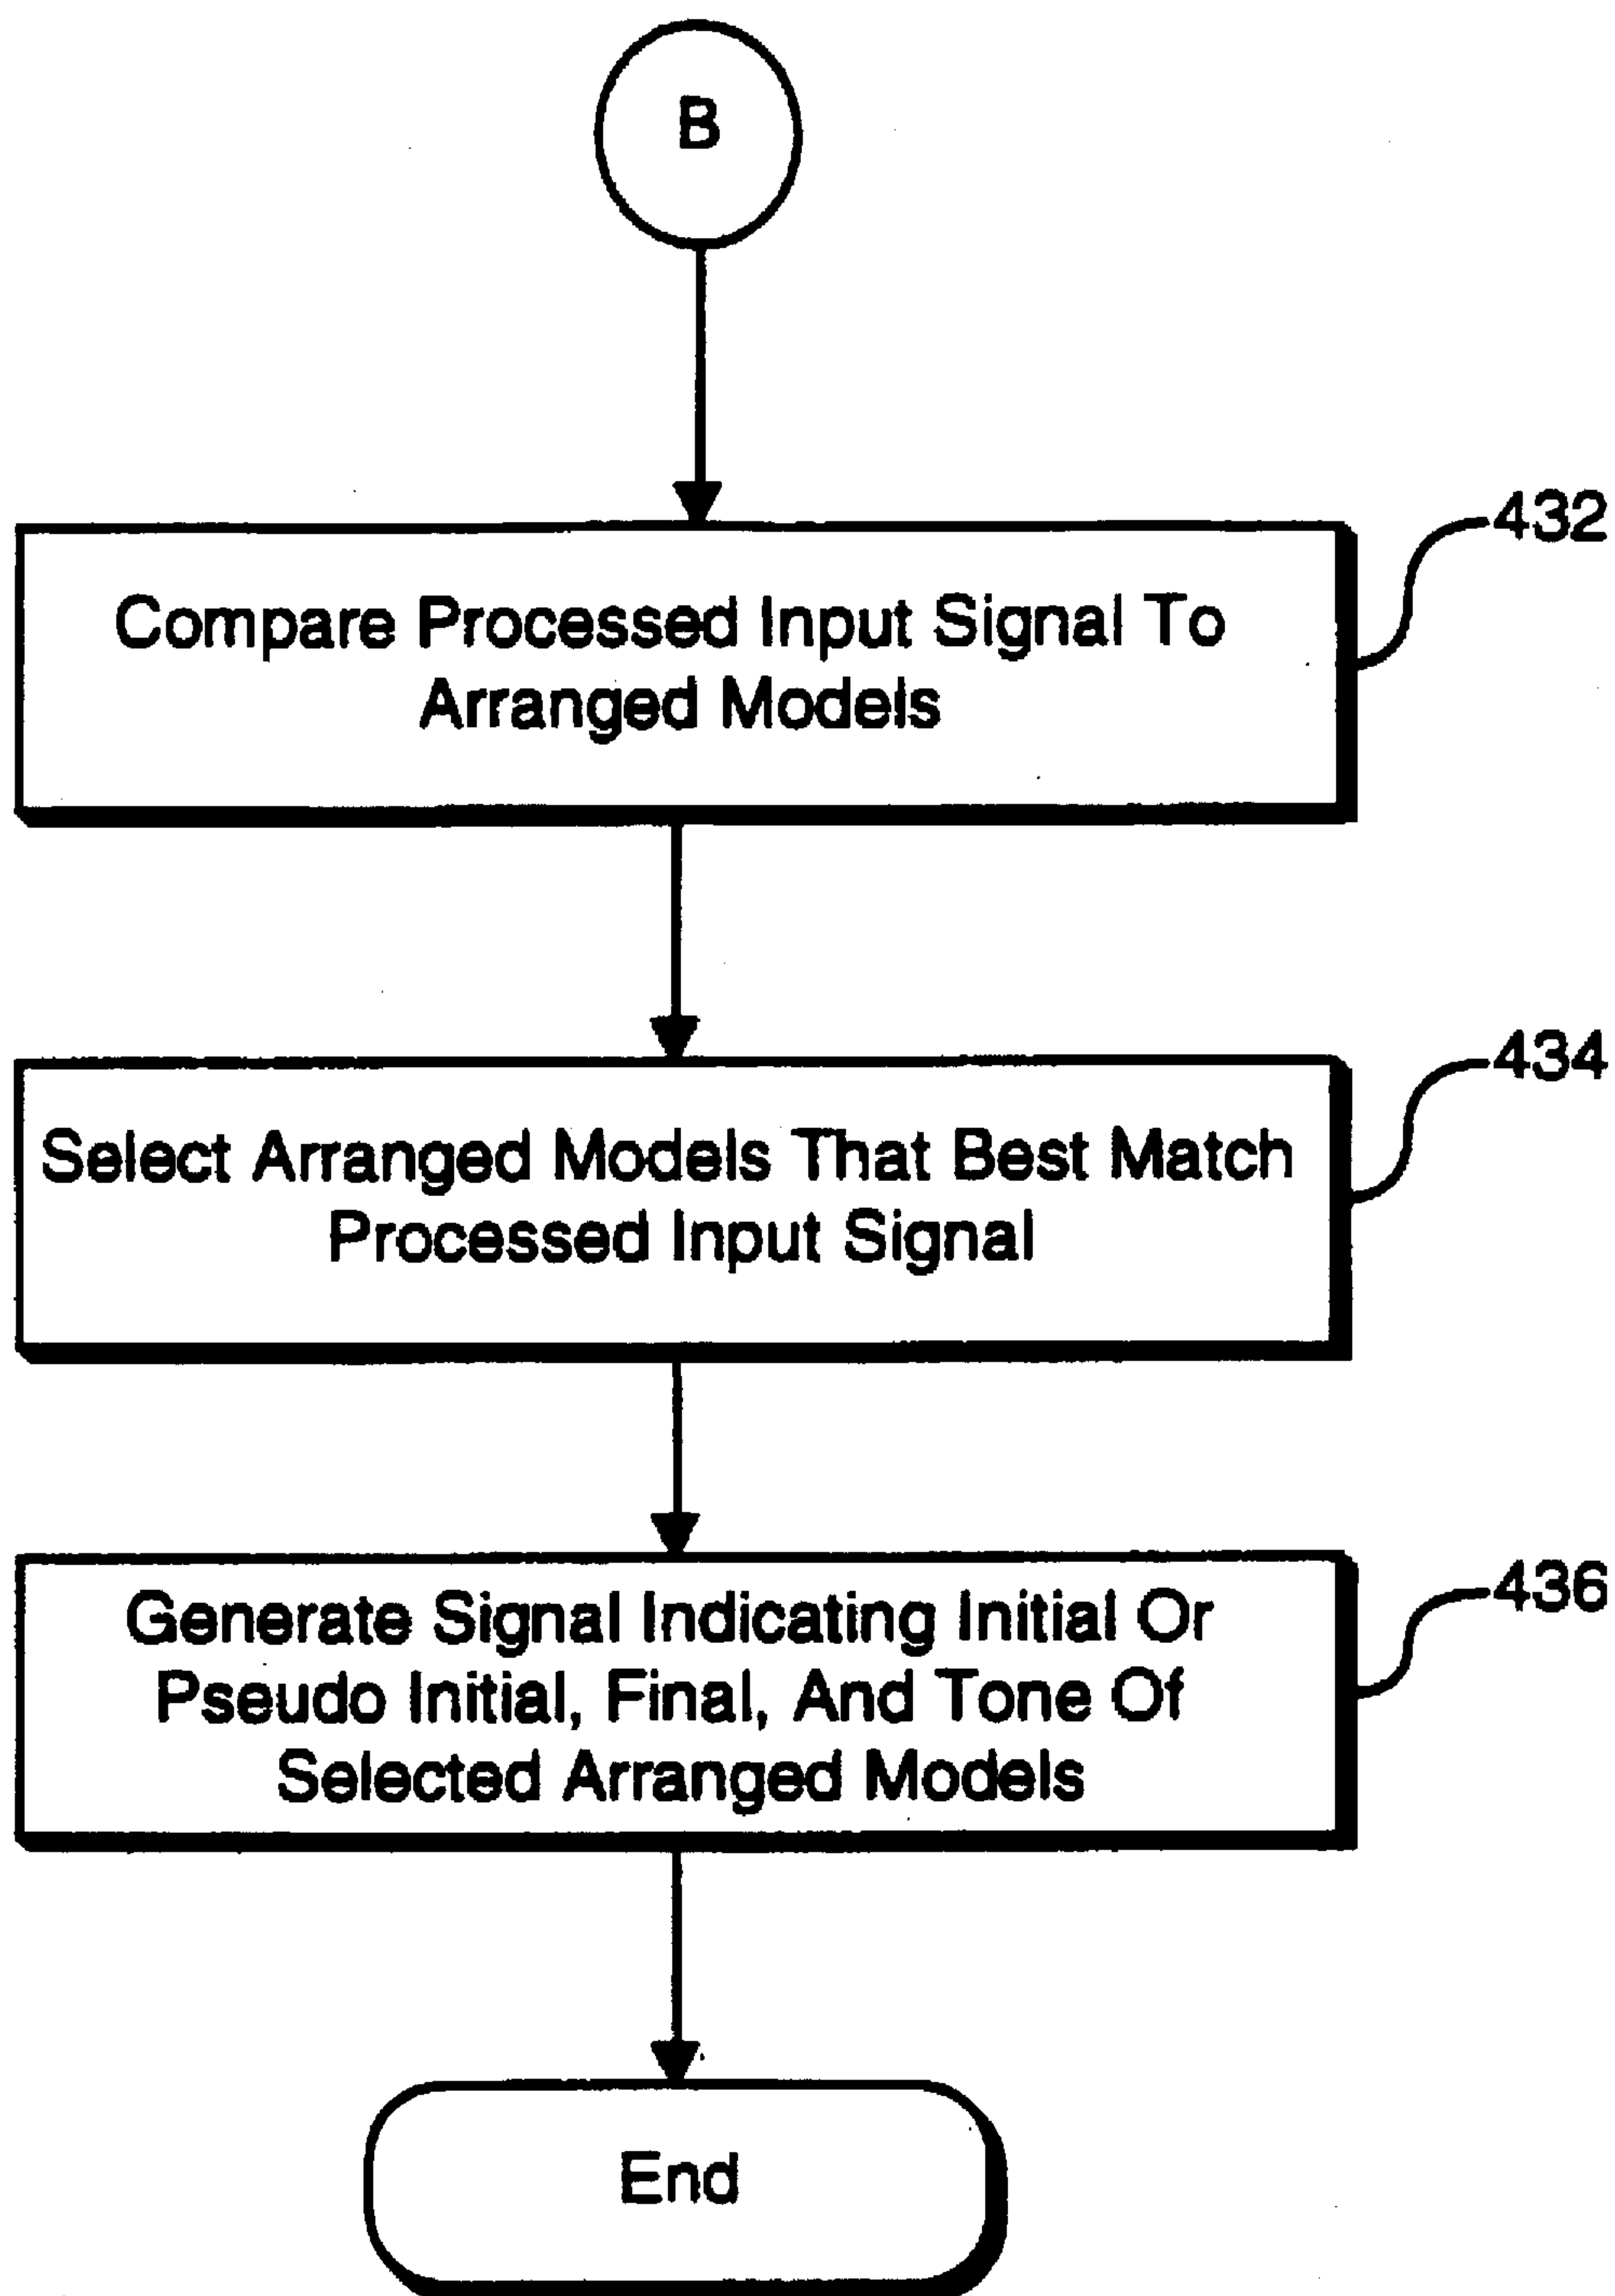 B
432
Compare Processed Input Signal To
Arranged Models
434
Select Arranged Models That Best Match
Processed Input Signal
436
Generate Signal Indicating Initial Or
Pseudo Initial, Final, And Tone Of
Selected Arranged Models
End